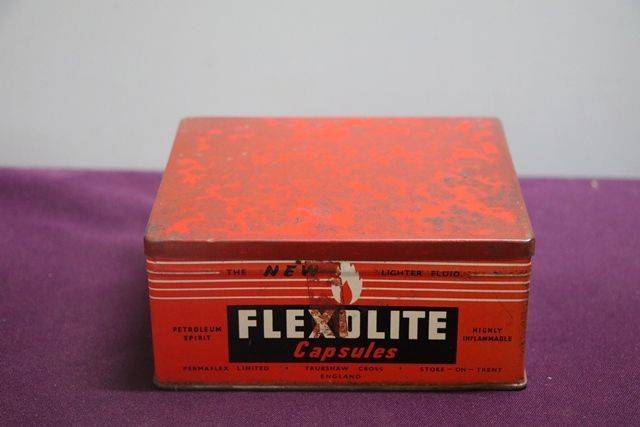 THE NEW LIGHTER FLUID
PETROLEUM SPIRIT
FLEXOLITE
HIGHLY INFLAMMABLE
Capsules
PERMAFLEX LIMITED • TRUBSHAW CROSS • STOKE-ON-TRENT
ENGLAND